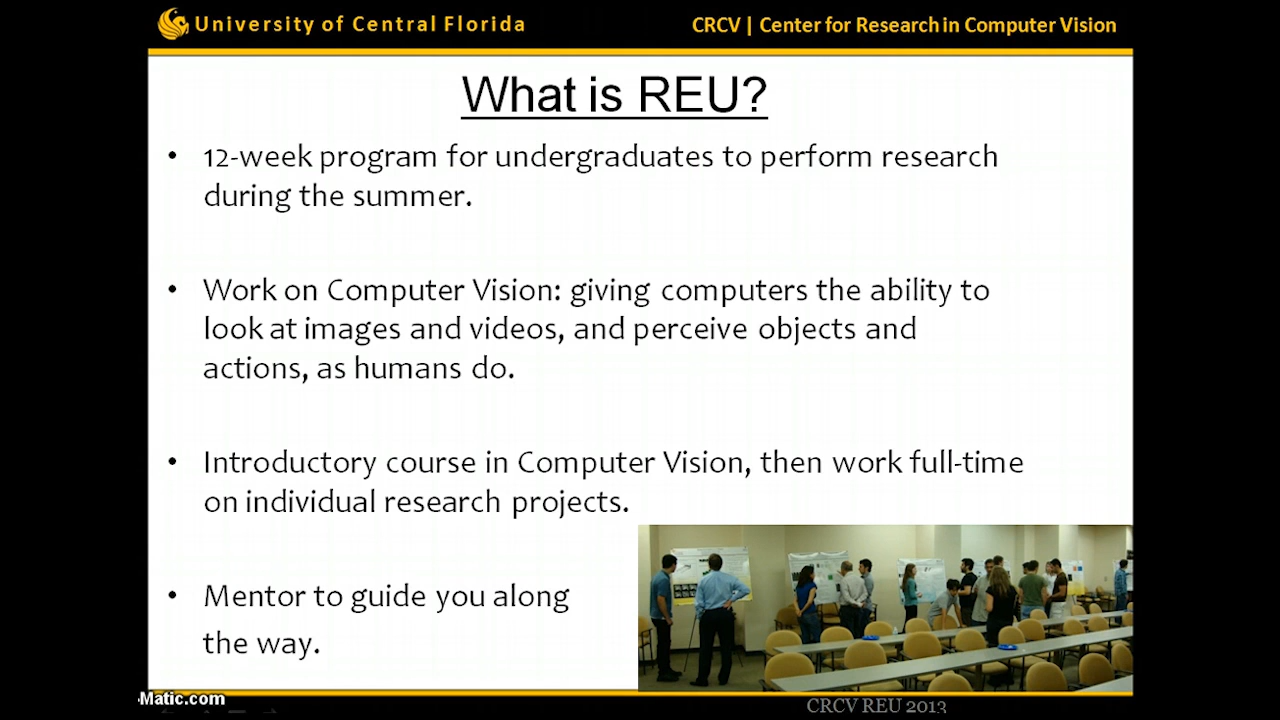 University of Central Florida
CRCV | Center for Research in Computer Vision
What is REU?
• 12-week program for undergraduates to perform research
during the summer.
• Work on Computer Vision: giving computers the ability to
look at images and videos, and perceive objects and
actions, as humans do.
• Introductory course in Computer Vision, then work full-time
on individual research projects.
• Mentor to guide you along
the way.
Matic.com
CRCV REU 2013